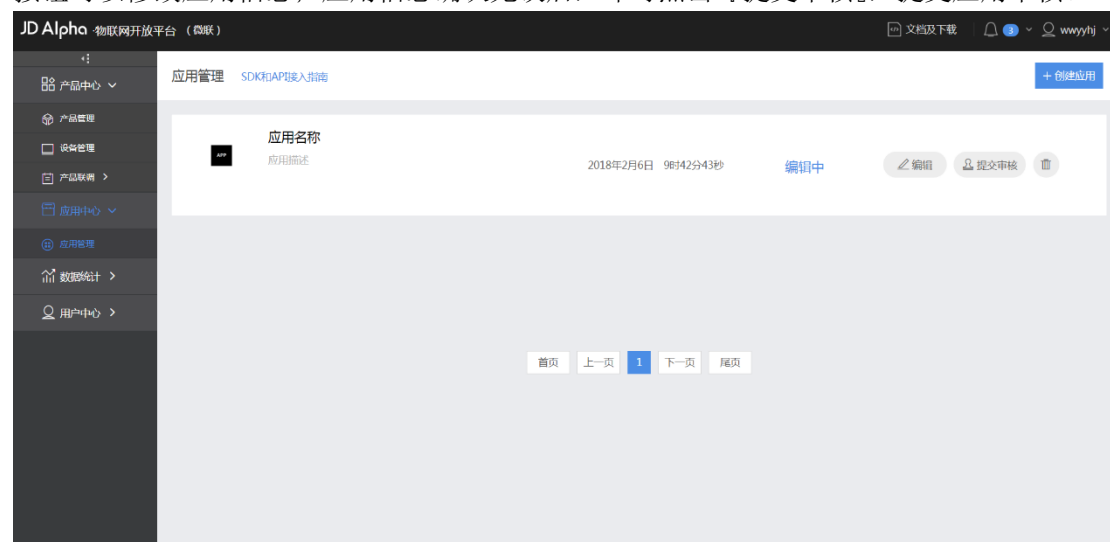 JD Alpha 物联网开放平台 （微联）
文档及下载
3
wwyyhj
产品中心
产品管理
设备管理
产品联调
应用中心
应用管理
数据统计
用户中心
应用管理
SDK和API接入指南
+ 创建应用
APP
应用名称
应用描述
2018年2月6日 9时42分43秒
编辑中
编辑
提交审核
首页 上一页 1 下一页 尾页